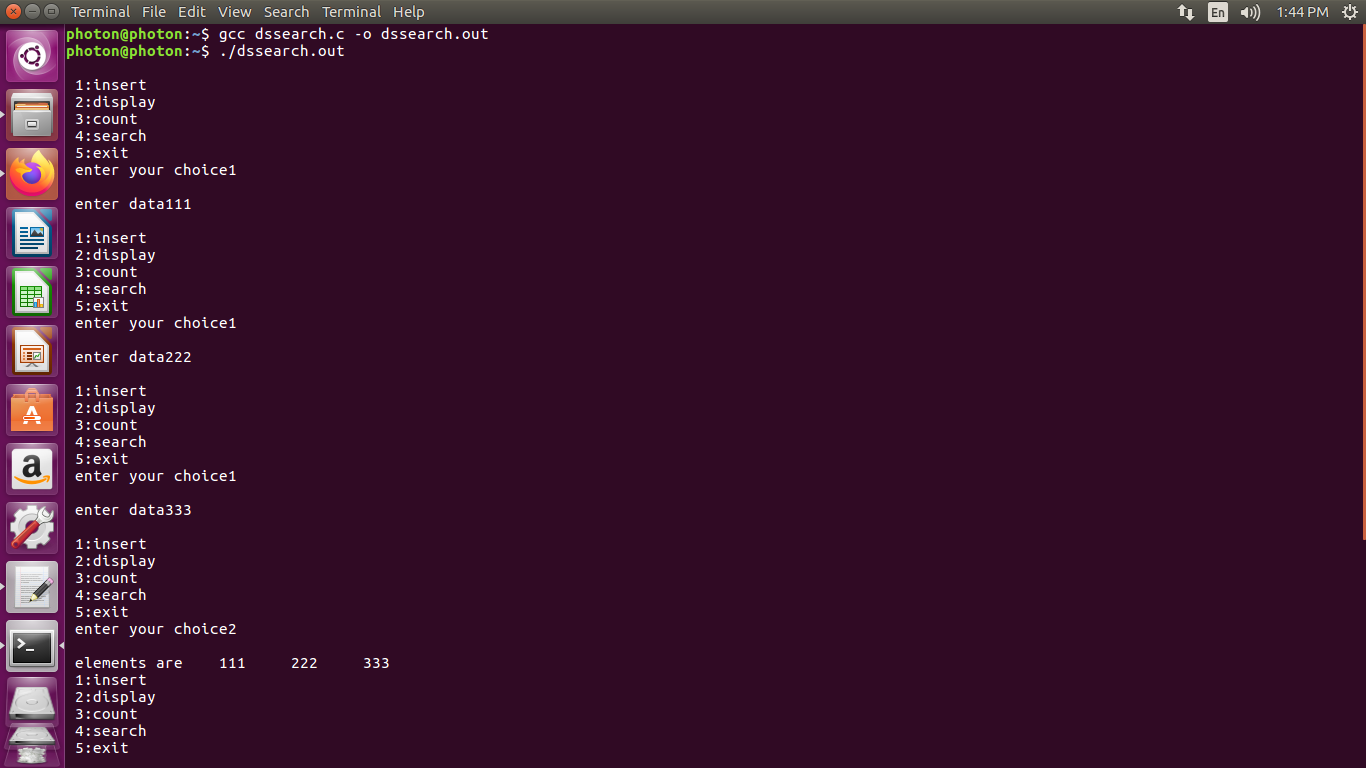 Terminal File Edit View Search Terminal Help En 1:44 PM
photon@photon:~$ gcc dssearch.c -o dssearch.out
photon@photon:~$ ./dssearch.out
1:insert
2:display
3:count
4:search
5:exit
enter your choice1
enter data111
1:insert
2:display
3:count
4:search
5:exit
enter your choice1
enter data222
1:insert
2:display
3:count
4:search
5:exit
enter your choice1
enter data333
1:insert
2:display
3:count
4:search
5:exit
enter your choice2
elements are 111 222 333
1:insert
2:display
3:count
4:search
5:exit